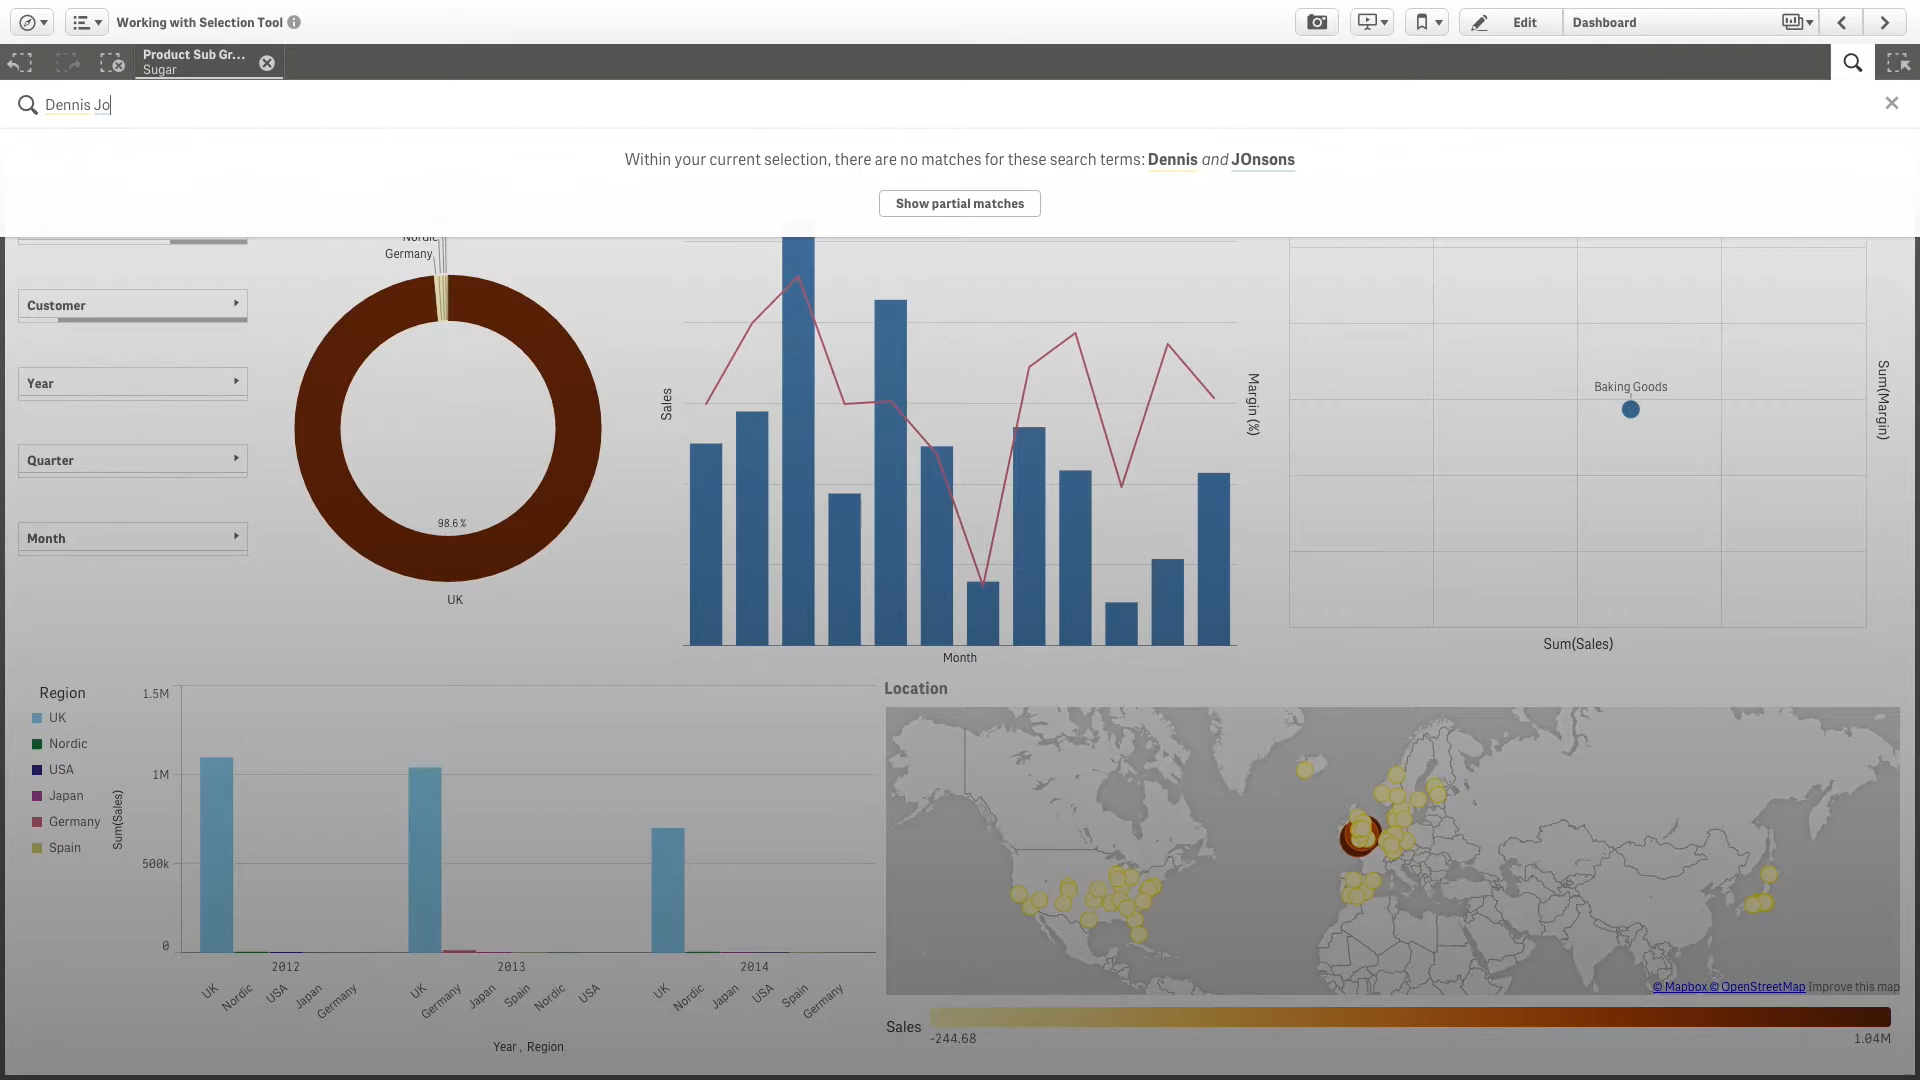 Working with Selection Tool
Edit
Dashboard
Product Sub Gr...
Sugar
Dennis Jo
Within your current selection, there are no matches for these search terms: Dennis and JOnsons
Show partial matches
Customer
Year
Quarter
Month
Nordic
Germany
98.6 %
UK
Sales
Margin (%)
Month
Baking Goods
Sum(Margin)
Sum(Sales)
Region
UK
Nordic
USA
Japan
Germany
Spain
Sum(Sales)
1.5M
1M
500k
0
2012
2013
2014
UK
Nordic
USA
Japan
Germany
UK
Germany
Japan
Spain
Nordic
USA
UK
Nordic
Japan
USA
Spain
Germany
Year , Region
Location
© Mapbox © OpenStreetMap Improve this map
Sales
-244.68
1.04M